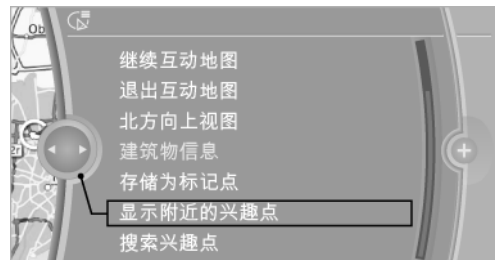 Ob
继续互动地图
退出互动地图
北方向上视图
建筑物信息
存储为标记点
显示附近的兴趣点
搜索兴趣点